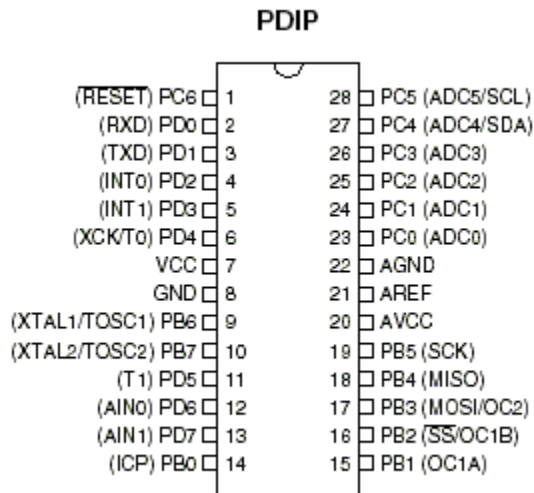 PDIP
(RESET) PC6 1 28 PC5 (ADC5/SCL)
(RXD) PD0 2 27 PC4 (ADC4/SDA)
(TXD) PD1 3 26 PC3 (ADC3)
(INT0) PD2 4 25 PC2 (ADC2)
(INT1) PD3 5 24 PC1 (ADC1)
(XCK/T0) PD4 6 23 PC0 (ADC0)
VCC 7 22 AGND
GND 8 21 AREF
(XTAL1/TOSC1) PB6 9 20 AVCC
(XTAL2/TOSC2) PB7 10 19 PB5 (SCK)
(T1) PD5 11 18 PB4 (MISO)
(AIN0) PD6 12 17 PB3 (MOSI/OC2)
(AIN1) PD7 13 16 PB2 (SS/OC1B)
(ICP) PB0 14 15 PB1 (OC1A)